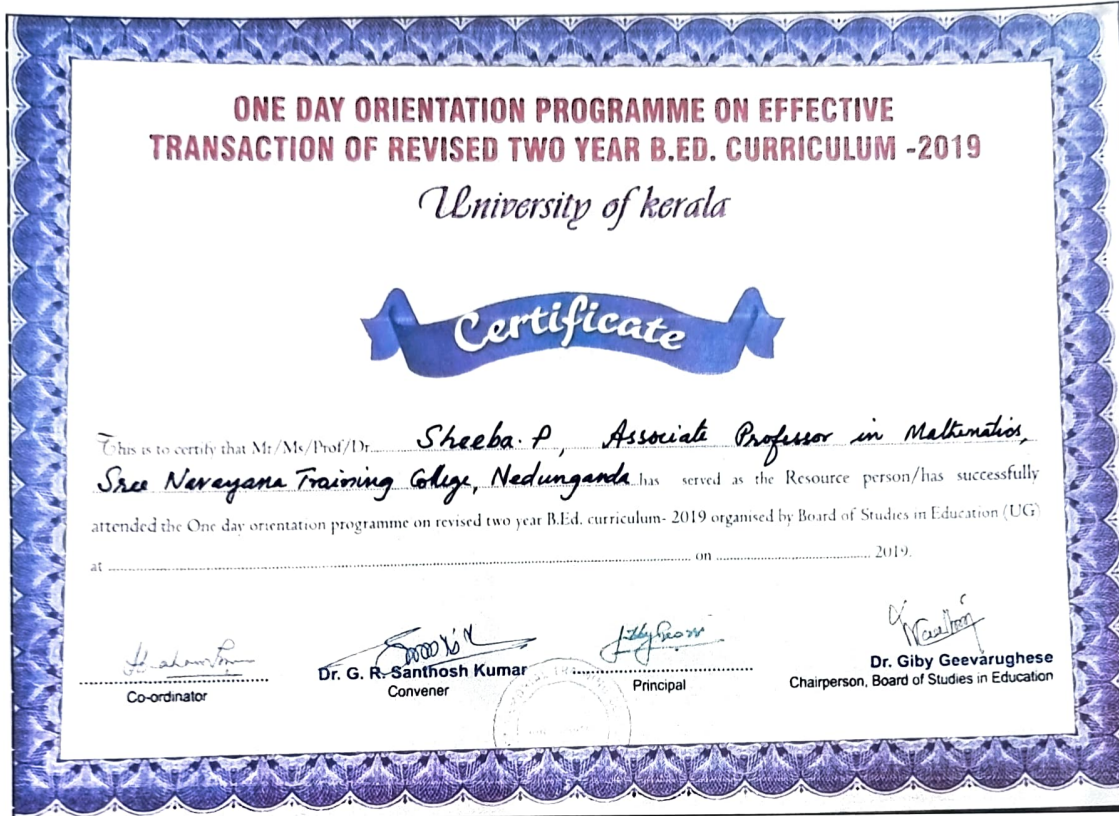 ONE DAY ORIENTATION PROGRAMME ON EFFECTIVE
TRANSACTION OF REVISED TWO YEAR B.ED. CURRICULUM -2019
University of kerala
Certificate
This is to certify that Mr/Ms/Prof/Dr. Sheeba. P, Associate Professor in Mathematics,
Sree Narayana Training College, Nedunganda has served as the Resource person/has successfully
attended the One day orientation programme on revised two year B.Ed. curriculum- 2019 organised by Board of Studies in Education (UG)
at ........ on ........ 2019.
Dr. G. R. Santhosh Kumar
Dr. Giby Geevarughese
Co-ordinator
Convener
Principal
Chairperson, Board of Studies in Education